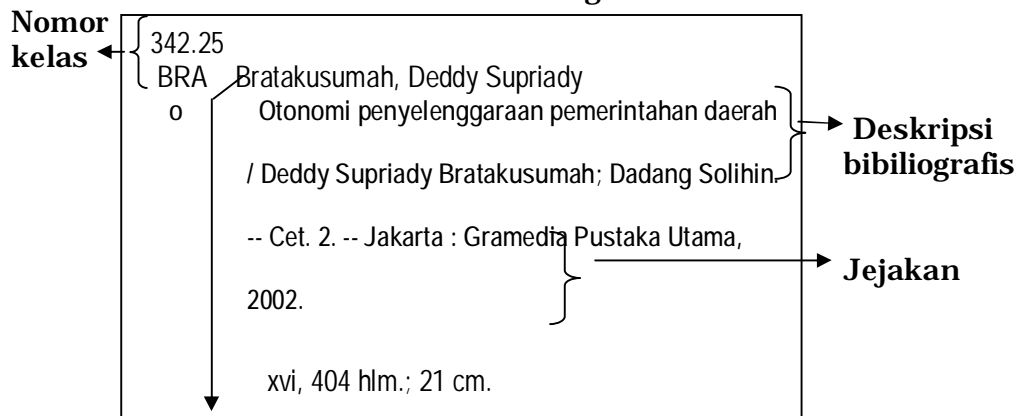 Nomor
kelas
342.25
BRA Bratakusumah, Deddy Supriady
o Otonomi penyelenggaraan pemerintahan daerah
/ Deddy Supriady Bratakusumah; Dadang Solihin.
-- Cet. 2. -- Jakarta : Gramedia Pustaka Utama,
2002.
xvi, 404 hlm.; 21 cm.
Deskripsi
bibiliografis
Jejakan